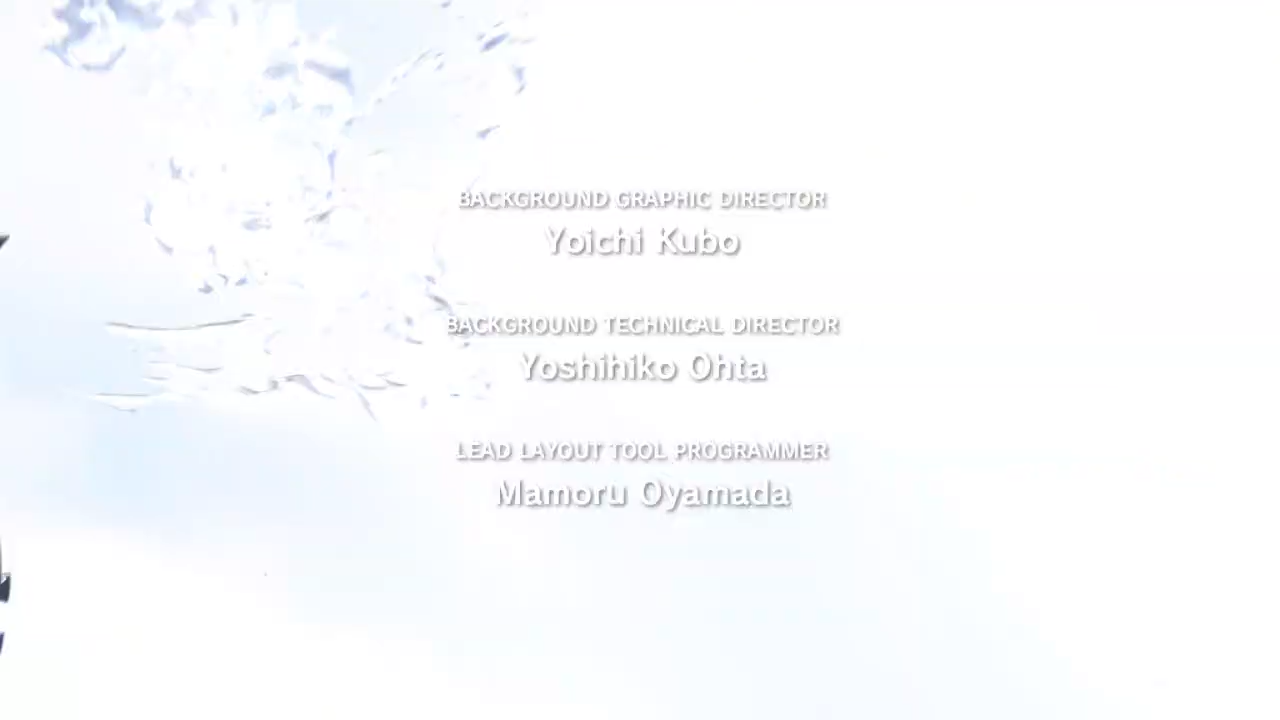 BACKGROUND GRAPHIC DIRECTOR
Yoichi Kubo
BACKGROUND TECHNICAL DIRECTOR
Yoshihiko Ohta
LEAD LAYOUT TOOL PROGRAMMER
Mamoru Oyamada